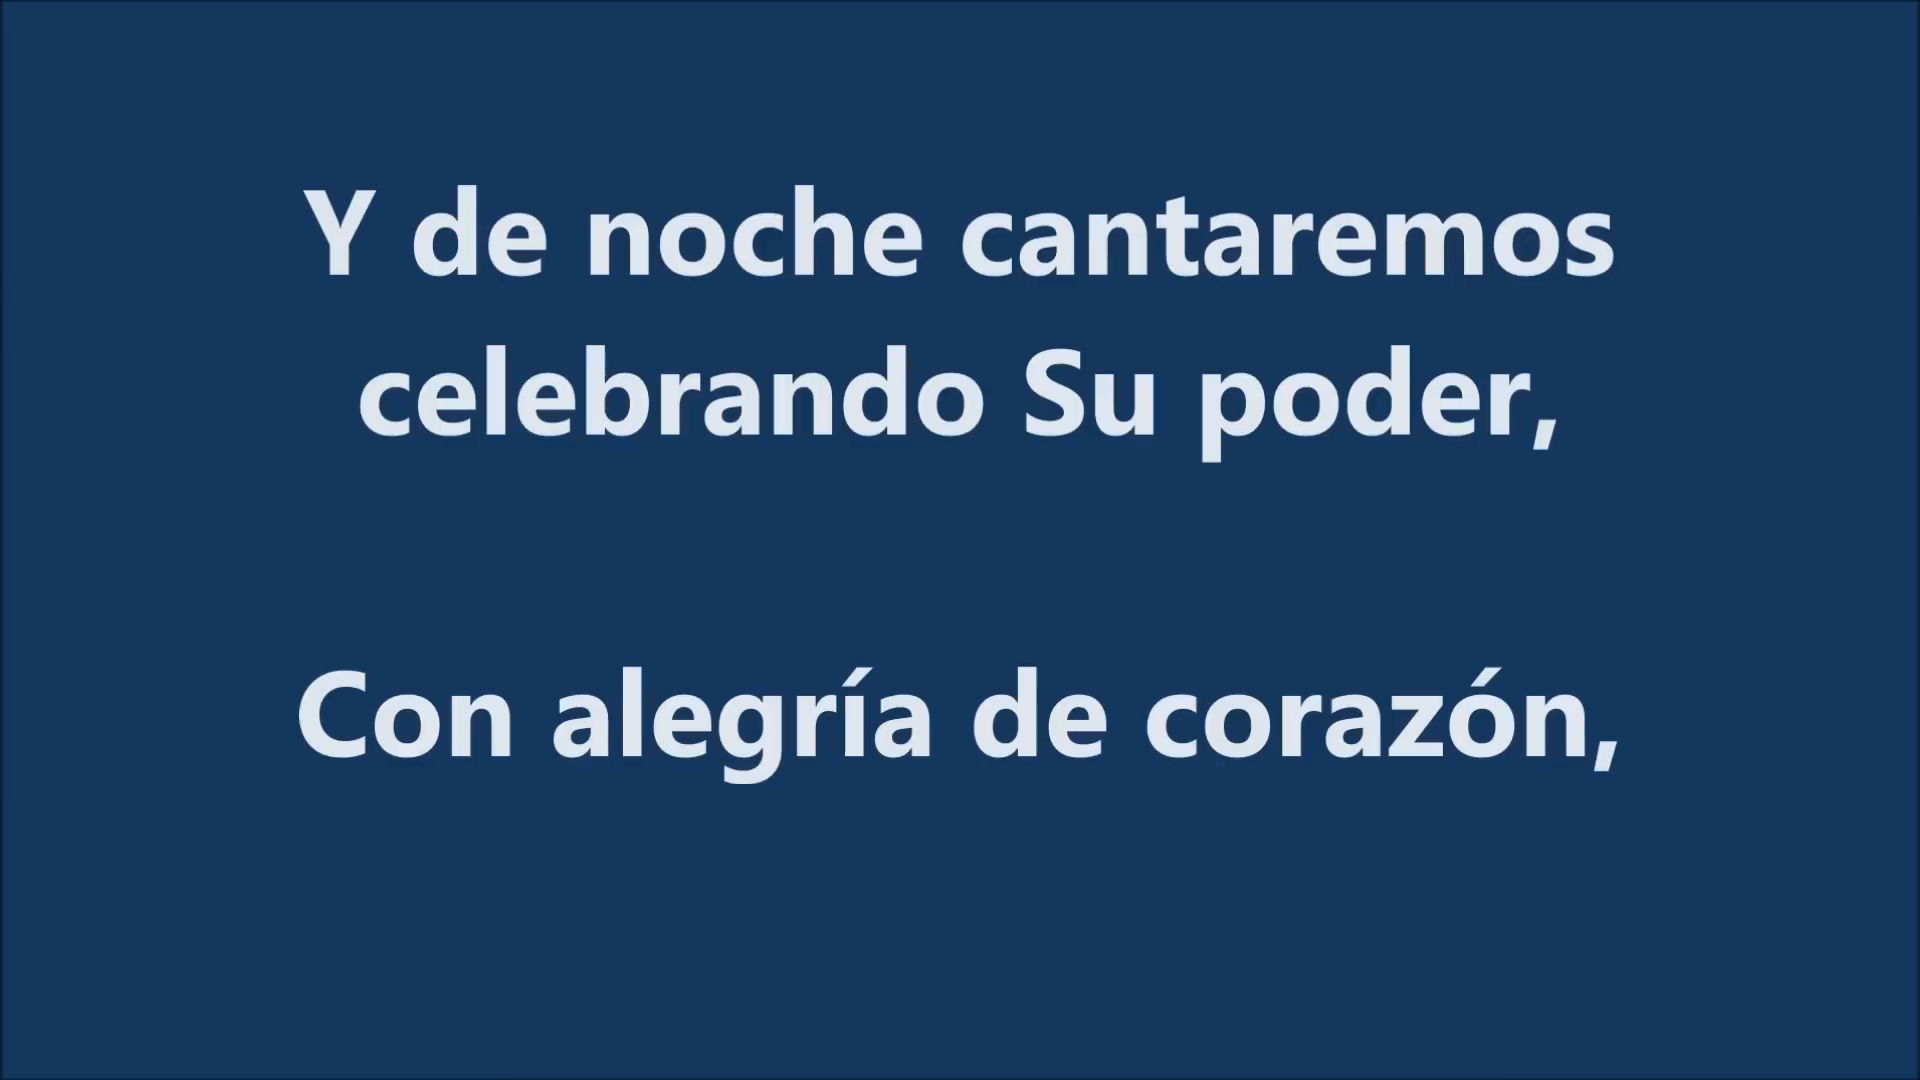 Y de noche cantaremos
celebrando Su poder,
Con alegría de corazón,